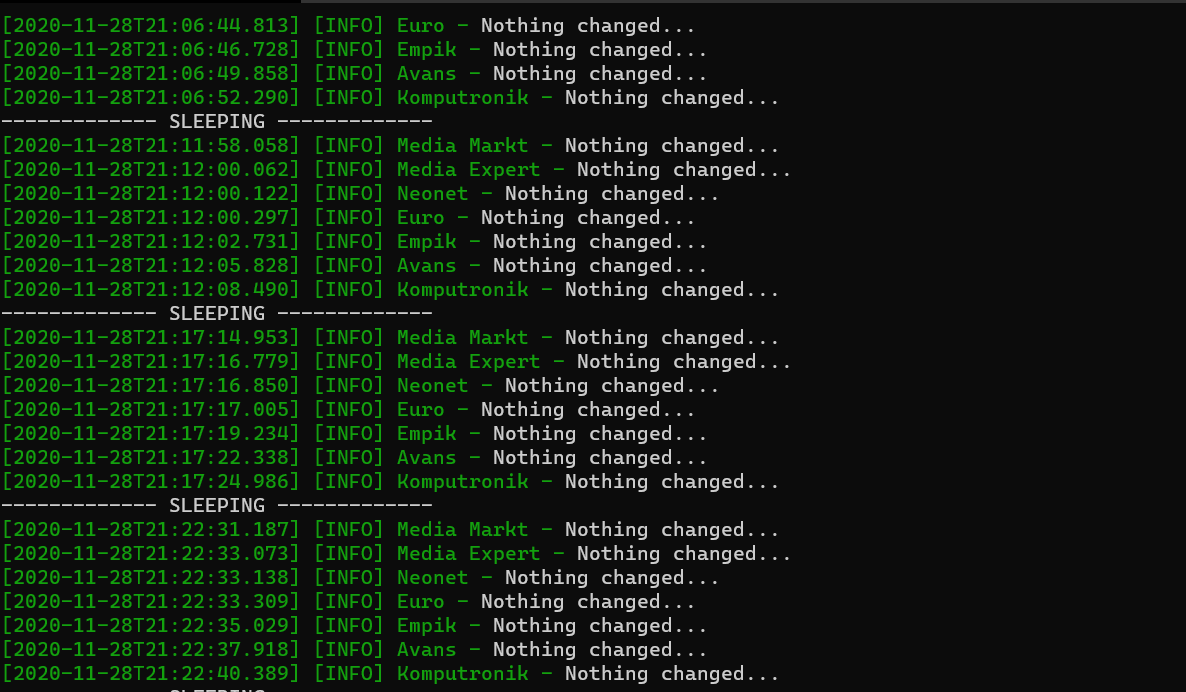 [2020-11-28T21:06:44.813] [INFO] Euro - Nothing changed...
[2020-11-28T21:06:46.728] [INFO] Empik - Nothing changed...
[2020-11-28T21:06:49.858] [INFO] Avans - Nothing changed...
[2020-11-28T21:06:52.290] [INFO] Komputronik - Nothing changed...
------------- SLEEPING -------------
[2020-11-28T21:11:58.058] [INFO] Media Markt - Nothing changed...
[2020-11-28T21:12:00.062] [INFO] Media Expert - Nothing changed...
[2020-11-28T21:12:00.122] [INFO] Neonet - Nothing changed...
[2020-11-28T21:12:00.297] [INFO] Euro - Nothing changed...
[2020-11-28T21:12:02.731] [INFO] Empik - Nothing changed...
[2020-11-28T21:12:05.828] [INFO] Avans - Nothing changed...
[2020-11-28T21:12:08.490] [INFO] Komputronik - Nothing changed...
------------- SLEEPING -------------
[2020-11-28T21:17:14.953] [INFO] Media Markt - Nothing changed...
[2020-11-28T21:17:16.779] [INFO] Media Expert - Nothing changed...
[2020-11-28T21:17:16.850] [INFO] Neonet - Nothing changed...
[2020-11-28T21:17:17.005] [INFO] Euro - Nothing changed...
[2020-11-28T21:17:19.234] [INFO] Empik - Nothing changed...
[2020-11-28T21:17:22.338] [INFO] Avans - Nothing changed...
[2020-11-28T21:17:24.986] [INFO] Komputronik - Nothing changed...
------------- SLEEPING -------------
[2020-11-28T21:22:31.187] [INFO] Media Markt - Nothing changed...
[2020-11-28T21:22:33.073] [INFO] Media Expert - Nothing changed...
[2020-11-28T21:22:33.138] [INFO] Neonet - Nothing changed...
[2020-11-28T21:22:33.309] [INFO] Euro - Nothing changed...
[2020-11-28T21:22:35.029] [INFO] Empik - Nothing changed...
[2020-11-28T21:22:37.918] [INFO] Avans - Nothing changed...
[2020-11-28T21:22:40.389] [INFO] Komputronik - Nothing changed...